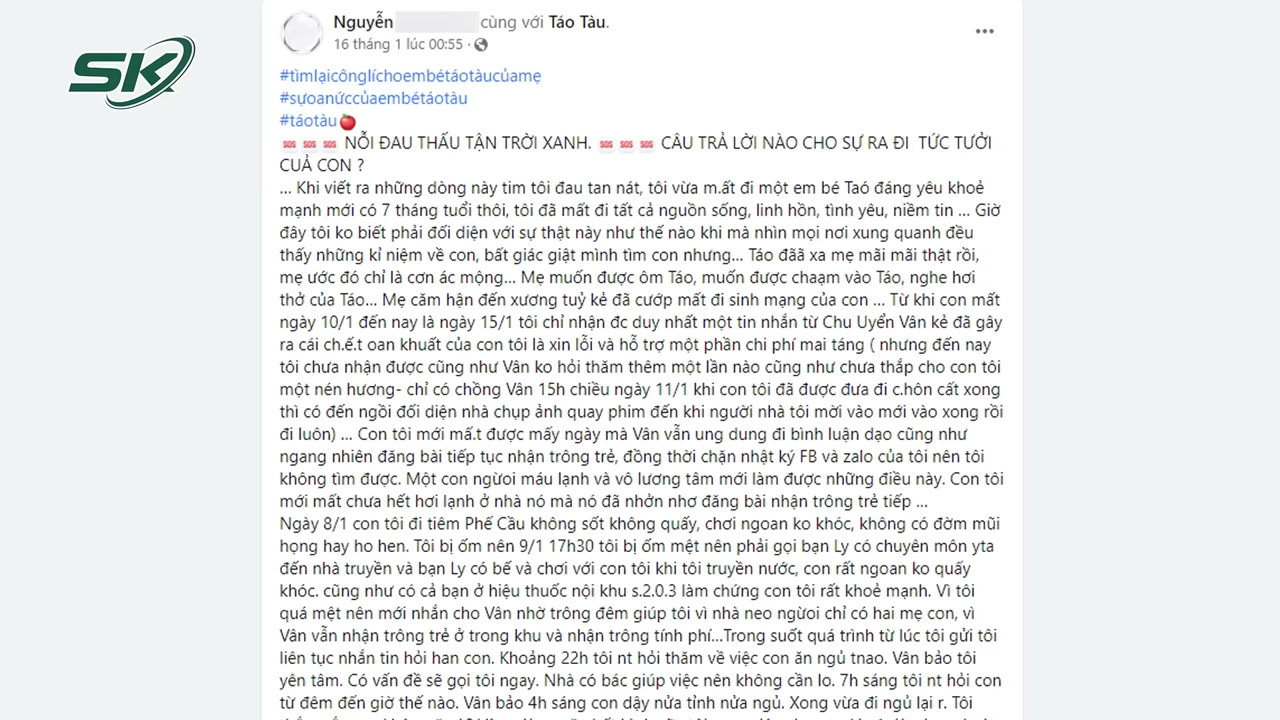 SK
Nguyễn cùng với Táo Tàu.
16 tháng 1 lúc 00:55 ·
#tìmlạicônglíchoembétáotàucủamẹ
#sựoanứccủaembétáotàu
#táotàu
SOS SOS SOS NỖI ĐAU THẤU TẬN TRỜI XANH. SOS SOS SOS CÂU TRẢ LỜI NÀO CHO SỰ RA ĐI TỨC TƯỞI
CUẢ CON ?
... Khi viết ra những dòng này tim tôi đau tan nát, tôi vừa m.ất đi một em bé Taó đáng yêu khoẻ
mạnh mới có 7 tháng tuổi thôi, tôi đã mất đi tất cả nguồn sống, linh hồn, tình yêu, niềm tin ... Giờ
đây tôi ko biết phải đối diện với sự thật này như thế nào khi mà nhìn mọi nơi xung quanh đều
thấy những kỉ niệm về con, bất giác giật mình tìm con nhưng... Táo đãã xa mẹ mãi mãi thật rồi,
mẹ ước đó chỉ là cơn ác mộng... Mẹ muốn được ôm Táo, muốn được chaạm vào Táo, nghe hơi
thở của Táo... Mẹ căm hận đến xương tuỷ kẻ đã cướp mất đi sinh mạng của con ... Từ khi con mất
ngày 10/1 đến nay là ngày 15/1 tôi chỉ nhận đc duy nhất một tin nhắn từ Chu Uyển Vân kẻ đã gây
ra cái ch.ế.t oan khuất của con tôi là xin lỗi và hỗ trợ một phần chi phí mai táng ( nhưng đến nay
tôi chưa nhận được cũng như Vân ko hỏi thăm thêm một lần nào cũng như chưa thắp cho con tôi
một nén hương- chỉ có chồng Vân 15h chiều ngày 11/1 khi con tôi đã được đưa đi c.hôn cất xong
thì có đến ngồi đối diện nhà chụp ảnh quay phim đến khi người nhà tôi mời vào mới vào xong rồi
đi luôn) ... Con tôi mới mấ.t được mấy ngày mà Vân vẫn ung dung đi bình luận dạo cũng như
ngang nhiên đăng bài tiếp tục nhận trông trẻ, đồng thời chặn nhật ký FB và zalo của tôi nên tôi
không tìm được. Một con người máu lạnh và vô lương tâm mới làm được những điều này. Con tôi
mới mất chưa hết hơi lạnh ở nhà nó mà nó đã nhởn nhơ đăng bài nhận trông trẻ tiếp ...
Ngày 8/1 con tôi đi tiêm Phế Cầu không sốt không quấy, chơi ngoan ko khóc, không có đờm mũi
họng hay ho hen. Tôi bị ốm nên 9/1 17h30 tôi bị ốm mệt nên phải gọi bạn Ly có chuyên môn yta
đến nhà truyền và bạn Ly có bế và chơi với con tôi khi tôi truyền nước, con rất ngoan ko quấy
khóc. cũng như có cả bạn ở hiệu thuốc nội khu s.2.0.3 làm chứng con tôi rất khoẻ mạnh. Vì tôi
quá mệt nên mới nhắn cho Vân nhờ trông đêm giúp tôi vì nhà neo người chỉ có hai mẹ con, vì
Vân vẫn nhận trông trẻ ở trong khu và nhận trông tính phí...Trong suốt quá trình từ lúc tôi gửi tôi
liên tục nhắn tin hỏi han con. Khoảng 22h tôi nt hỏi thăm về việc con ăn ngủ tnao. Vân bảo tôi
yên tâm. Có vấn đề sẽ gọi tôi ngay. Nhà có bác giúp việc nên không cần lo. 7h sáng tôi nt hỏi con
từ đêm đến giờ thế nào. Vân bảo 4h sáng con dậy nửa tỉnh nửa ngủ. Xong vừa đi ngủ lại r. Tôi